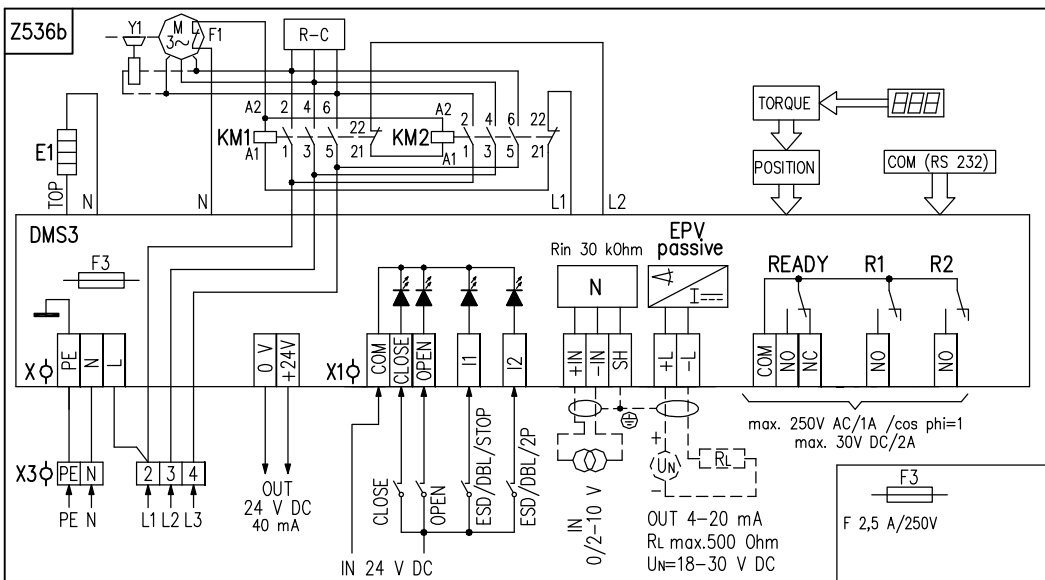 Z536b
Y1
M
3~
F1
R-C
A2 2 4 6
KM1
A1 1 3 5
22
21
A2 2 4 6
KM2
A1 1 3 5
22
21
TORQUE
POSITION
COM (RS 232)
E1
TOP
N
N
L1
L2
DMS3
F3
Rin 30 kOhm
N
EPV
passive
I
READY
R1
R2
X
PE
N
L
0 V
+24V
X1
COM
CLOSE
OPEN
I1
I2
+IN
-IN
SH
+L
-L
COM
NO
NC
NO
NO
max. 250V AC/1A /cos phi=1
max. 30V DC/2A
X3
PE N
2 3 4
PE N
L1 L2 L3
OUT
24 V DC
40 mA
CLOSE
OPEN
ESD/DBL/STOP
ESD/DBL/2P
IN 24 V DC
IN
0/2-10 V
+
UN
-
RL
OUT 4-20 mA
RL max.500 Ohm
UN=18-30 V DC
F3
F 2,5 A/250V